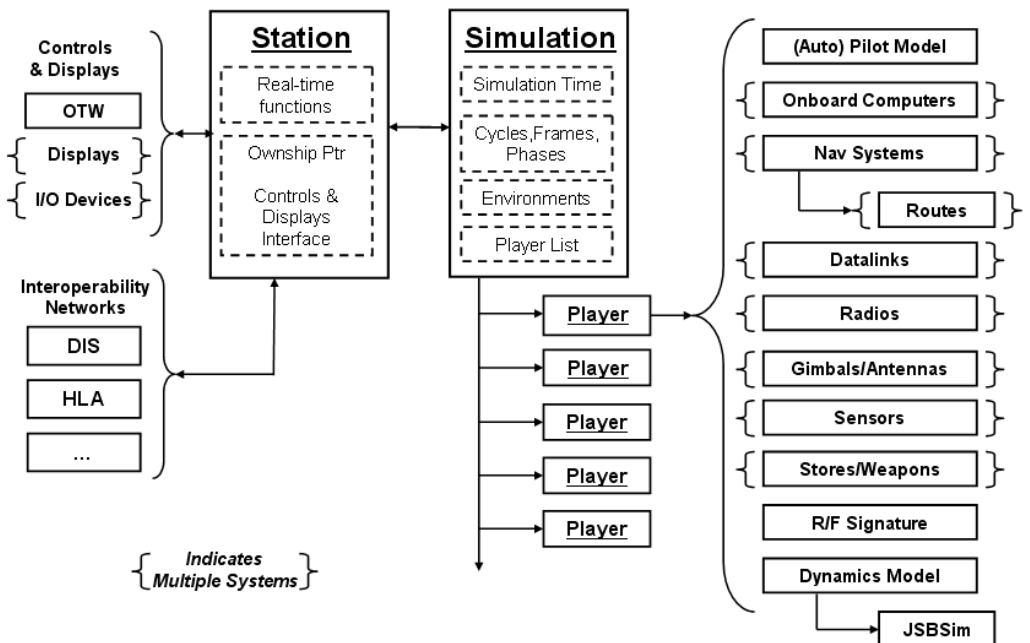 Controls
& Displays
OTW
Displays
I/O Devices
Interoperability
Networks
DIS
HLA
...
Indicates
Multiple Systems
Station
Real-time
functions
Ownship Ptr
Controls &
Displays
Interface
Simulation
Simulation Time
Cycles,Frames,
Phases
Environments
Player List
Player
Player
Player
Player
Player
(Auto) Pilot Model
Onboard Computers
Nav Systems
Routes
Datalinks
Radios
Gimbals/Antennas
Sensors
Stores/Weapons
R/F Signature
Dynamics Model
JSBSim